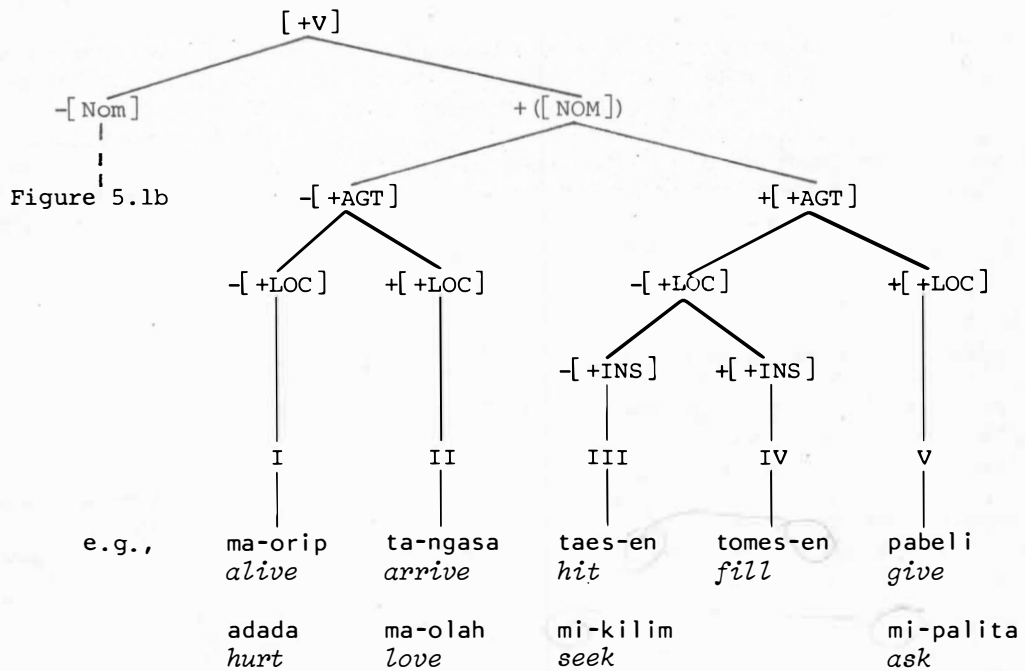 [ +V]
-[ Nom] +([ NOM])
Figure 5.1b
-[ +AGT] +[ +AGT]
-[ +LOC] +[ +LOC] -[ +LOC] +[ +LOC]
-[ +INS] +[ +INS]
I II III IV V
e.g., ma-orip ta-ngasa taes-en tomes-en pabeli
alive arrive hit fill give
adada ma-olah mi-kilim mi-palita
hurt love seek ask